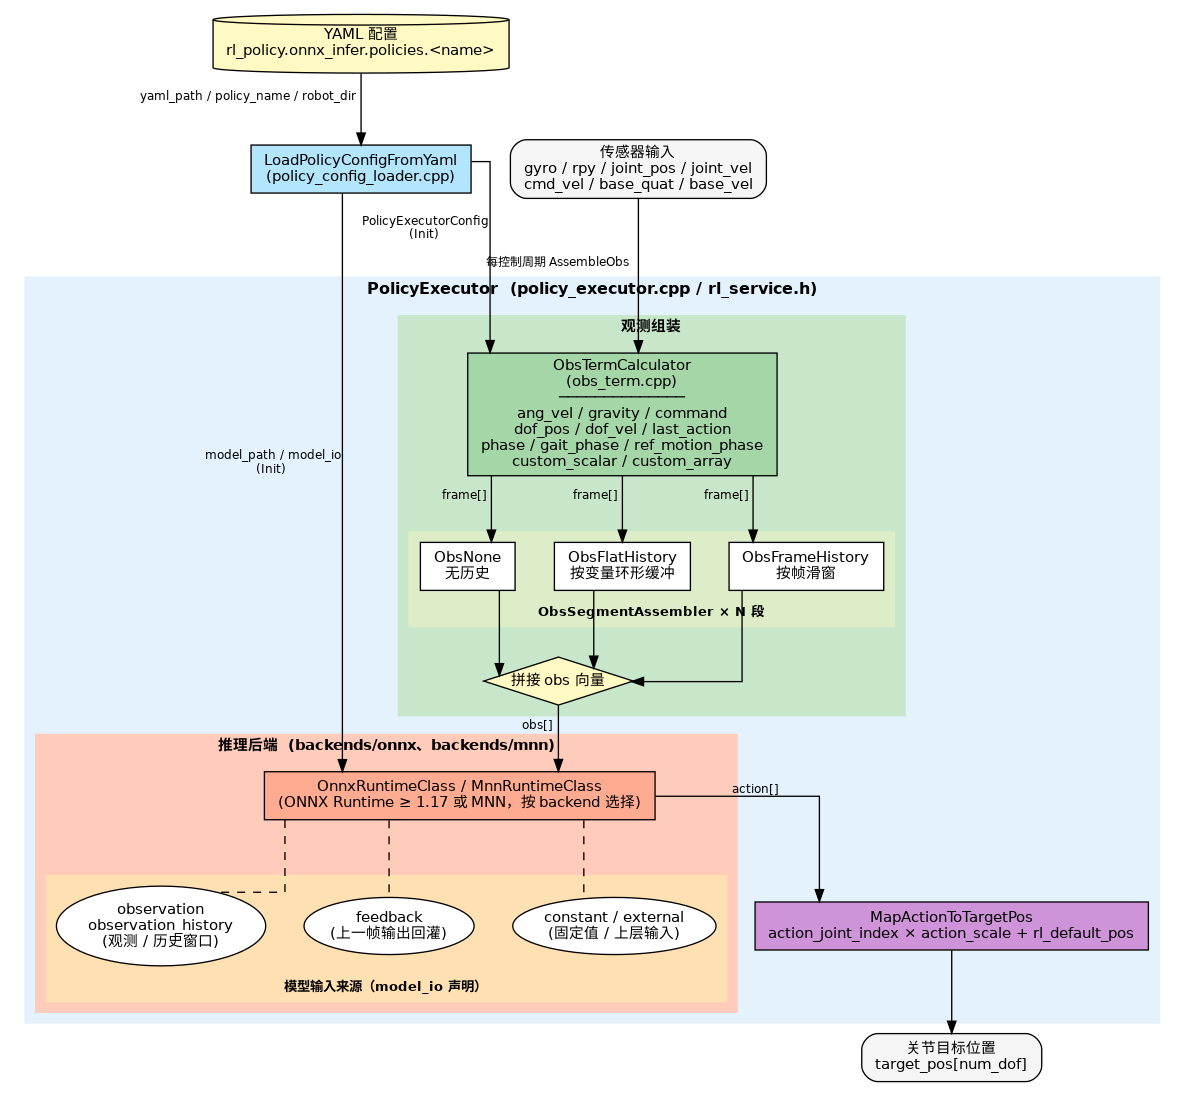 YAML 配置
rl_policy.onnx_infer.policies.<name>
yaml_path / policy_name / robot_dir
LoadPolicyConfigFromYaml
(policy_config_loader.cpp)
传感器输入
gyro / rpy / joint_pos / joint_vel
cmd_vel / base_quat / base_vel
PolicyExecutorConfig
(Init)
每控制周期 AssembleObs
PolicyExecutor (policy_executor.cpp / rl_service.h)
观测组装
ObsTermCalculator
(obs_term.cpp)
──────────────
ang_vel / gravity / command
dof_pos / dof_vel / last_action
phase / gait_phase / ref_motion_phase
custom_scalar / custom_array
model_path / model_io
(Init)
frame[]
frame[]
frame[]
ObsNone
无历史
ObsFlatHistory
按变量环形缓冲
ObsFrameHistory
按帧滑窗
ObsSegmentAssembler × N 段
拼接 obs 向量
obs[]
推理后端 (backends/onnx、backends/mnn)
OnnxRuntimeClass / MnnRuntimeClass
(ONNX Runtime ≥ 1.17 或 MNN，按 backend 选择)
action[]
observation
observation_history
(观测 / 历史窗口)
feedback
(上一帧输出回灌)
constant / external
(固定值 / 上层输入)
模型输入来源（model_io 声明）
MapActionToTargetPos
action_joint_index × action_scale + rl_default_pos
关节目标位置
target_pos[num_dof]